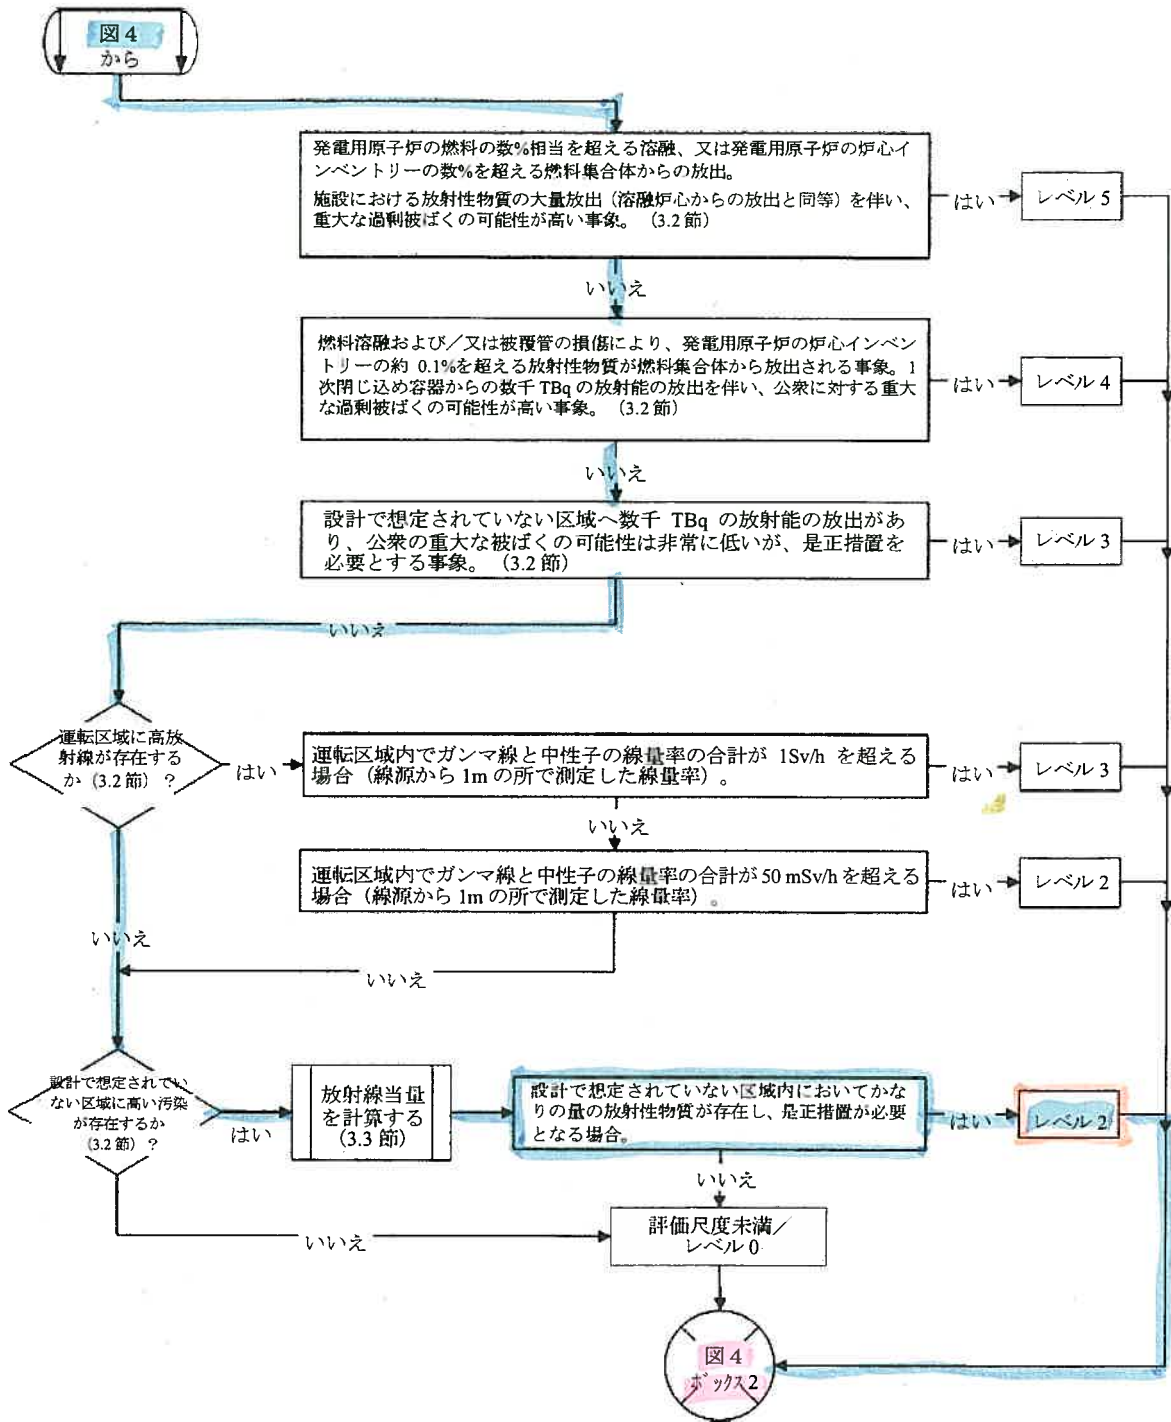 図4
から
発電用原子炉の燃料の数%相当を超える溶融、又は発電用原子炉の炉心イ
ンベントリーの数%を超える燃料集合体からの放出。
施設における放射性物質の大量放出（溶融炉心からの放出と同等）を伴い、
重大な過剰被ばくの可能性が高い事象。（3.2節）
はい
レベル 5
いいえ
燃料溶融および／又は被覆管の損傷により、発電用原子炉の炉心インベン
トリーの約 0.1%を超える放射性物質が燃料集合体から放出される事象。1
次閉じ込め容器からの数千 TBq の放射能の放出を伴い、公衆に対する重大
な過剰被ばくの可能性が高い事象。（3.2節）
はい
レベル 4
いいえ
設計で想定されていない区域へ数千 TBq の放射能の放出があ
り、公衆の重大な被ばくの可能性は非常に低いが、是正措置を
必要とする事象。（3.2節）
はい
レベル 3
いいえ
運転区域に高放
射線が存在する
か（3.2節）？
はい
運転区域内でガンマ線と中性子の線量率の合計が 1Sv/h を超える
場合（線源から 1m の所で測定した線量率）。
はい
レベル 3
いいえ
運転区域内でガンマ線と中性子の線量率の合計が 50 mSv/h を超える
場合（線源から 1m の所で測定した線量率）。
はい
レベル 2
いいえ
いいえ
設計で想定されてい
ない区域に高い汚染
が存在するか
（3.2節）？
はい
放射線当量
を計算する
（3.3節）
設計で想定されていない区域内においてかな
りの量の放射性物質が存在し、是正措置が必要
となる場合。
はい
レベル 2
いいえ
いいえ
評価尺度未満／
レベル 0
図4
ボックス2